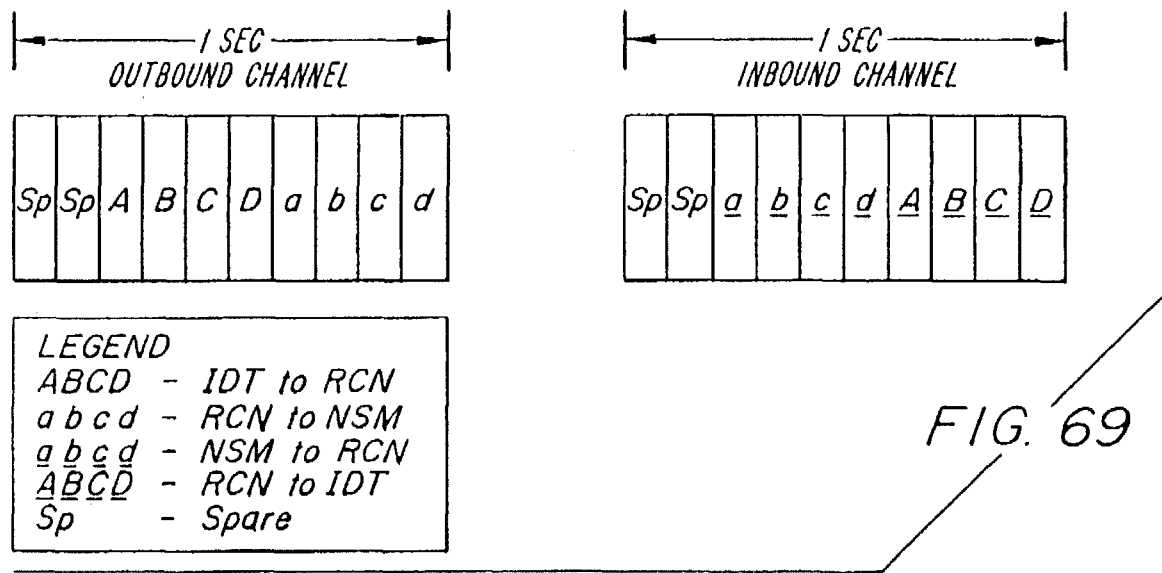 1 SEC
OUTBOUND CHANNEL
Sp Sp A B C D a b c d
1 SEC
INBOUND CHANNEL
Sp Sp a b c d A B C D
LEGEND
ABCD - IDT to RCN
a b c d - RCN to NSM
a b c d - NSM to RCN
ABCD - RCN to IDT
Sp - Spare
FIG. 69